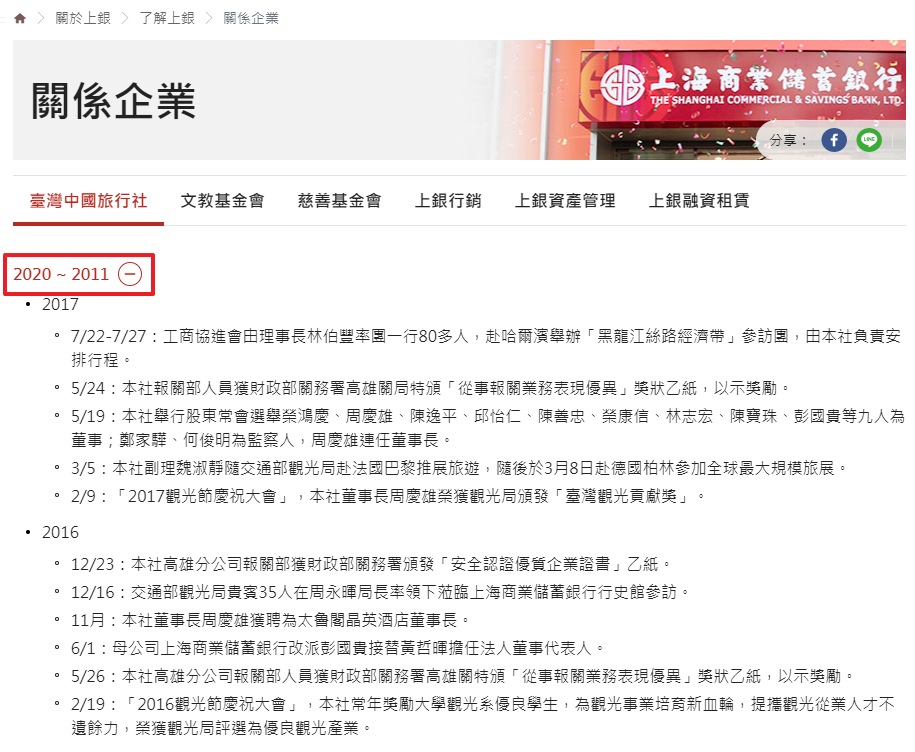 關於上銀 > 了解上銀 > 關係企業
關係企業
上海商業儲蓄銀行
THE SHANGHAI COMMERCIAL & SAVINGS BANK, LTD.
分享：
LINE
臺灣中國旅行社 文教基金會 慈善基金會 上銀行銷 上銀資產管理 上銀融資租賃
2020 ~ 2011
• 2017
7/22-7/27：工商協進會由理事長林伯豐率團一行80多人，赴哈爾濱舉辦「黑龍江絲路經濟帶」參訪團，由本社負責安
排行程。
5/24：本社報關部人員獲財政部關務署高雄關局特頒「從事報關業務表現優異」獎狀乙紙，以示獎勵。
5/19：本社舉行股東常會選舉榮鴻慶、周慶雄、陳逸平、邱怡仁、陳善忠、榮康信、林志宏、陳寶珠、彭國貴等九人為
董事；鄭家驊、何俊明為監察人，周慶雄連任董事長。
3/5：本社副理魏淑靜隨交通部觀光局赴法國巴黎推展旅遊，隨後於3月8日赴德國柏林參加全球最大規模旅展。
2/9：「2017觀光節慶祝大會」，本社董事長周慶雄榮獲觀光局頒發「臺灣觀光貢獻獎」。
• 2016
12/23：本社高雄分公司報關部獲財政部關務署頒發「安全認證優質企業證書」乙紙。
12/16：交通部觀光局貴賓35人在周永暉局長率領下蒞臨上海商業儲蓄銀行行史館參訪。
11月：本社董事長周慶雄獲聘為太魯閣晶英酒店董事長。
6/1：母公司上海商業儲蓄銀行改派彭國貴接替黃哲暉擔任法人董事代表人。
5/26：本社高雄分公司報關部人員獲財政部關務署高雄關特頒「從事報關業務表現優異」獎狀乙紙，以示獎勵。
2/19：「2016觀光節慶祝大會」，本社常年獎勵大學觀光系優良學生，為觀光事業培育新血輪，提攜觀光從業人才不
遺餘力，榮獲觀光局評選為優良觀光產業。